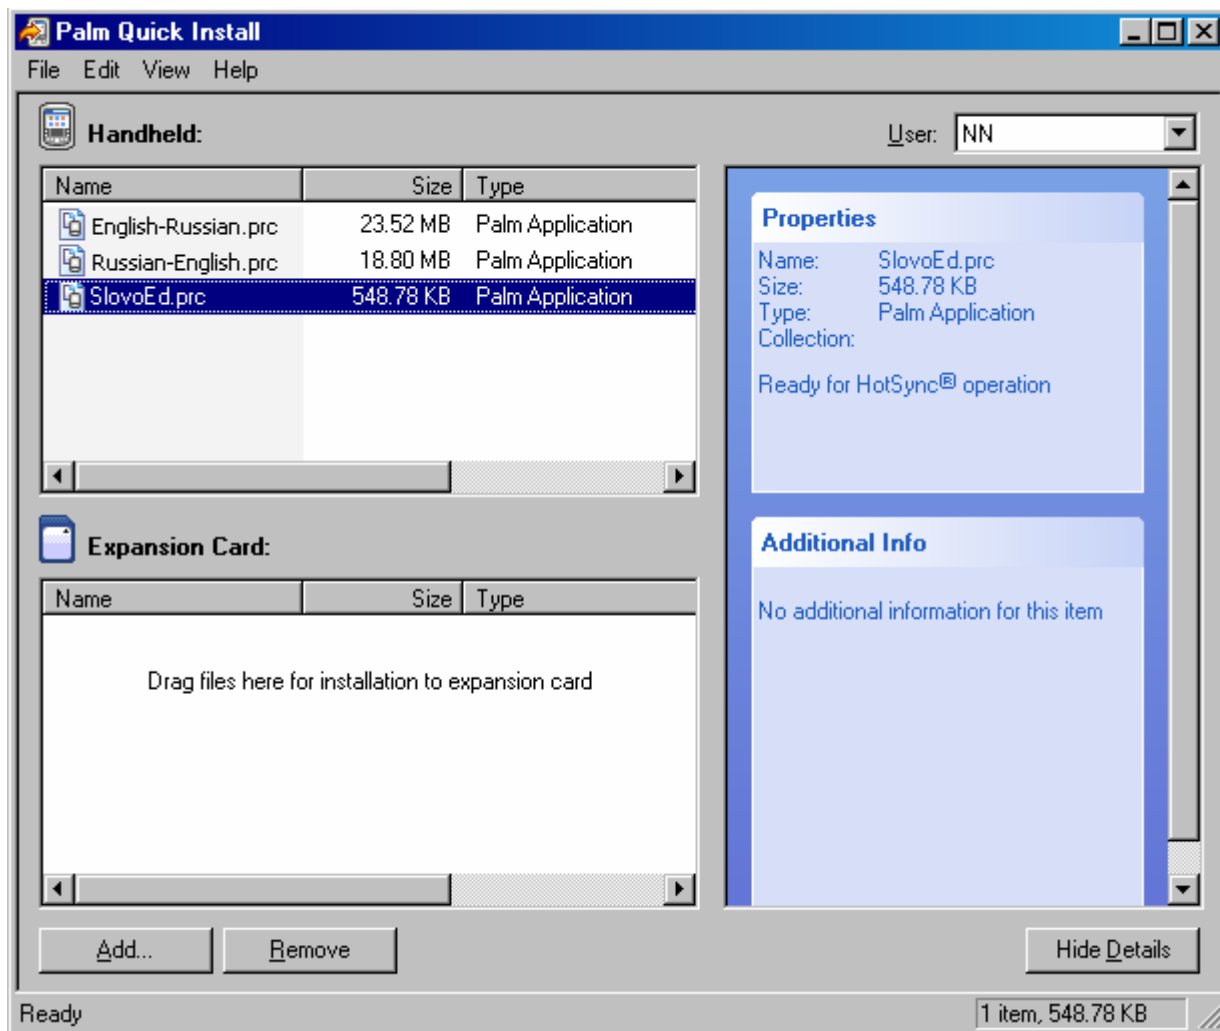 Palm Quick Install
File Edit View Help
Handheld:
User: NN
Name Size Type
English-Russian.prc 23.52 MB Palm Application
Russian-English.prc 18.80 MB Palm Application
SlovoEd.prc 548.78 KB Palm Application
Properties
Name: SlovoEd.prc
Size: 548.78 KB
Type: Palm Application
Collection:
Ready for HotSync® operation
Expansion Card:
Name Size Type
Drag files here for installation to expansion card
Additional Info
No additional information for this item
Add... Remove Hide Details
Ready 1 item, 548.78 KB